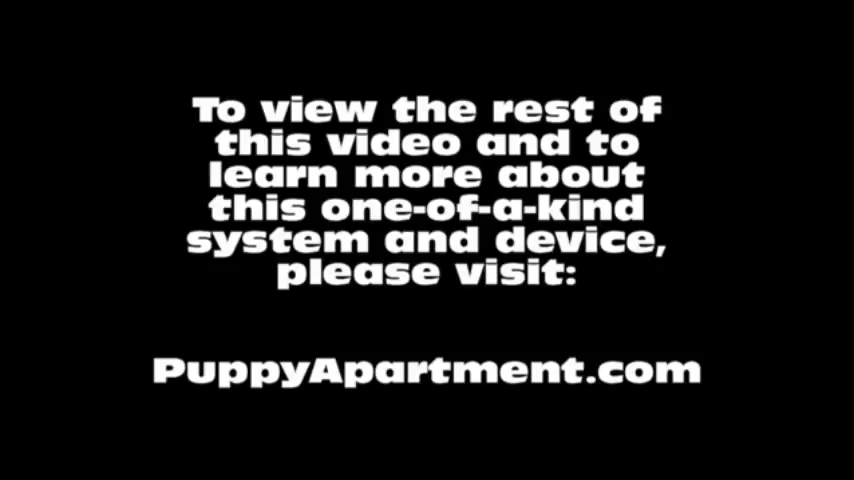 To view the rest of
this video and to
learn more about
this one-of-a-kind
system and device,
please visit:
PuppyApartment.com